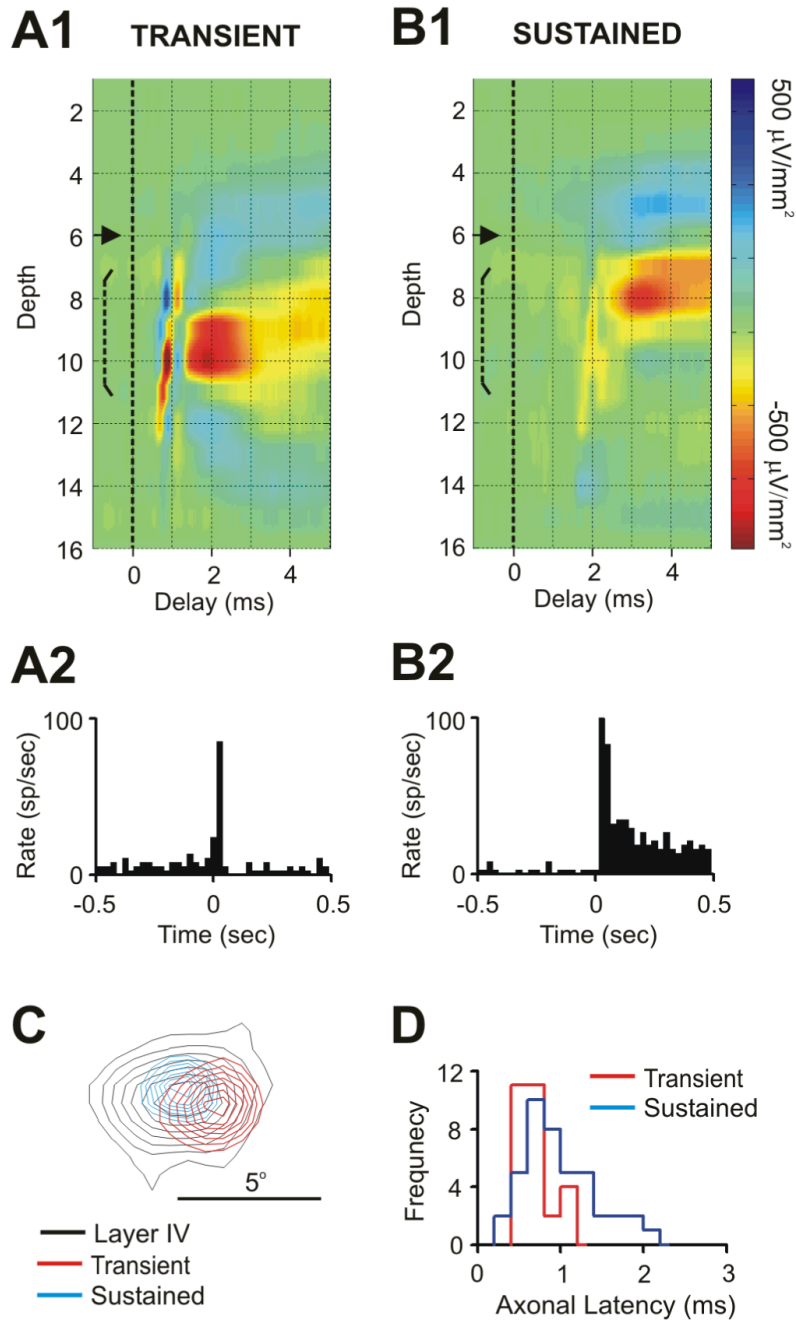 A1 TRANSIENT
B1 SUSTAINED
2
4
6
8
10
12
14
16
Depth
0 2 4
Delay (ms)
2
4
6
8
10
12
14
16
Depth
0 2 4
Delay (ms)
500 μV/mm²
-500 μV/mm²
A2
100
0
Rate (sp/sec)
-0.5 0 0.5
Time (sec)
B2
100
0
Rate (sp/sec)
-0.5 0 0.5
Time (sec)
C
5°
Layer IV
Transient
Sustained
D
12
8
4
0
Frequnecy
Transient
Sustained
0 1 2 3
Axonal Latency (ms)